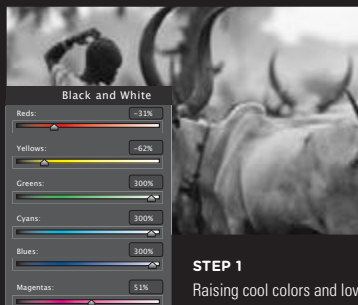 Black and White
Reds: -31%
Yellows: -62%
Greens: 300%
Cyans: 300%
Blues: 300%
Magentas: 51%
STEP 1
Raising cool colors and low